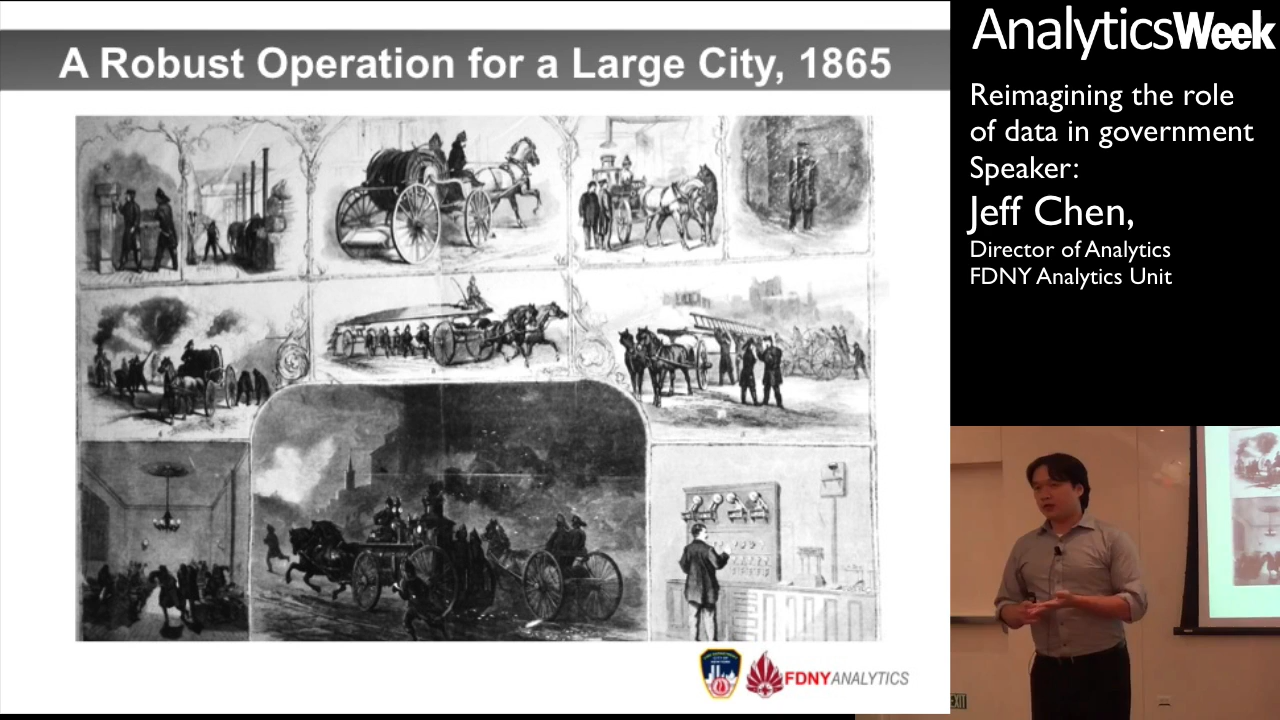 A Robust Operation for a Large City, 1865
FDNYANALYTICS
AnalyticsWeek
Reimagining the role
of data in government
Speaker:
Jeff Chen,
Director of Analytics
FDNY Analytics Unit